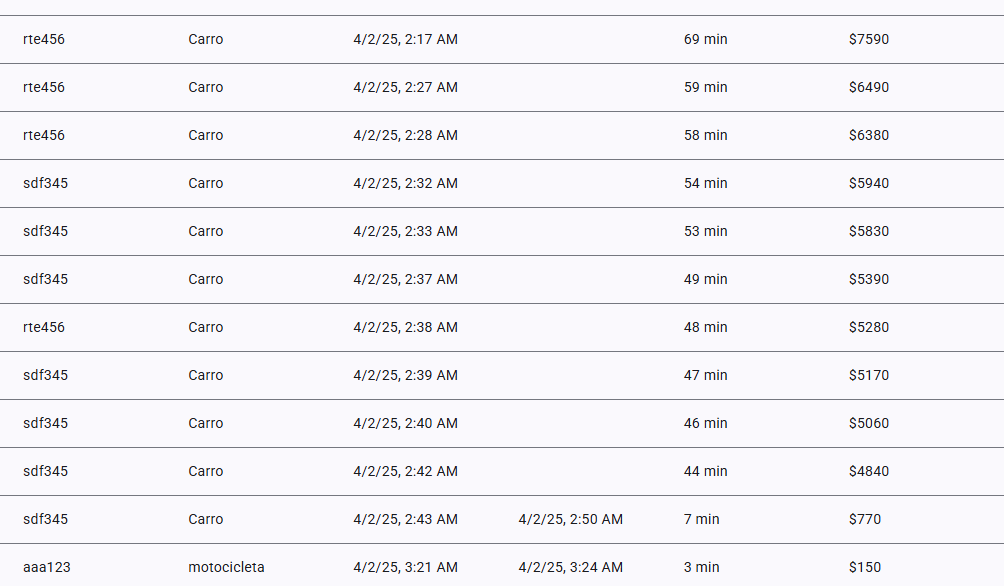 rte456 Carro 4/2/25, 2:17 AM 69 min $7590
rte456 Carro 4/2/25, 2:27 AM 59 min $6490
rte456 Carro 4/2/25, 2:28 AM 58 min $6380
sdf345 Carro 4/2/25, 2:32 AM 54 min $5940
sdf345 Carro 4/2/25, 2:33 AM 53 min $5830
sdf345 Carro 4/2/25, 2:37 AM 49 min $5390
rte456 Carro 4/2/25, 2:38 AM 48 min $5280
sdf345 Carro 4/2/25, 2:39 AM 47 min $5170
sdf345 Carro 4/2/25, 2:40 AM 46 min $5060
sdf345 Carro 4/2/25, 2:42 AM 44 min $4840
sdf345 Carro 4/2/25, 2:43 AM 4/2/25, 2:50 AM 7 min $770
aaa123 motocicleta 4/2/25, 3:21 AM 4/2/25, 3:24 AM 3 min $150